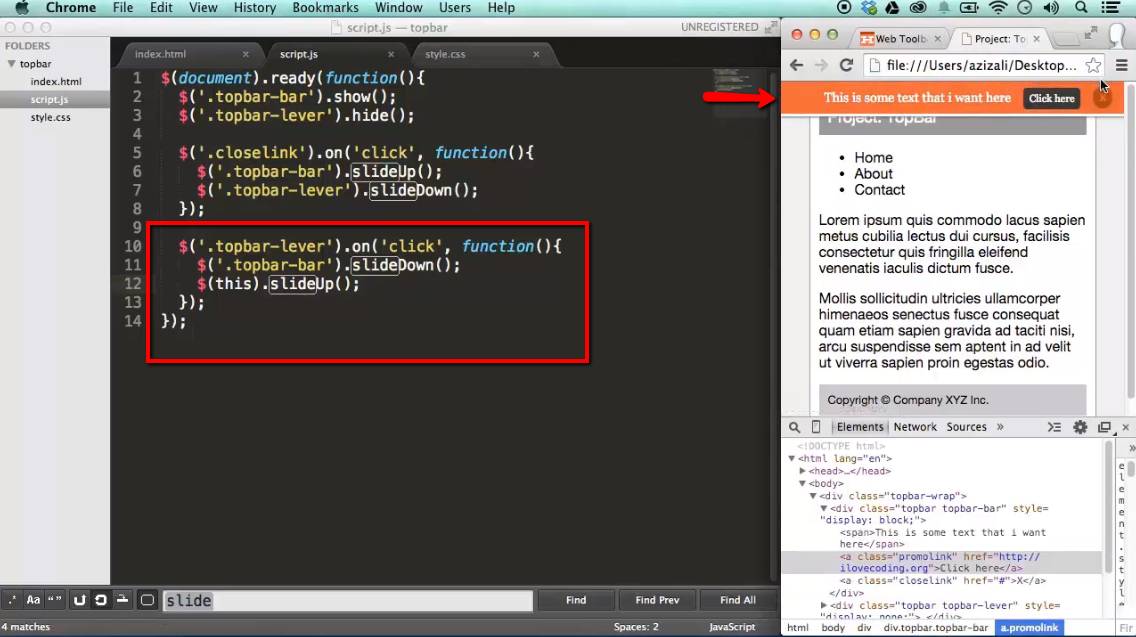 Chrome File Edit View History Bookmarks Window Users Help
script.js — topbar
UNREGISTERED
FOLDERS
topbar
index.html
script.js
style.css
index.html × script.js × style.css ×
1 $(document).ready(function(){
2 $('.topbar-bar').show();
3 $('.topbar-lever').hide();
4
5 $('.closelink').on('click', function(){
6 $('.topbar-bar').slideUp();
7 $('.topbar-lever').slideDown();
8 });
9
10 $('.topbar-lever').on('click', function(){
11 $('.topbar-bar').slideDown();
12 $(this).slideUp();
13 });
14 });
.* Aa “ ” slide Find Find Prev Find All
4 matches Spaces: 2 JavaScript
Web Toolb × Project: To ×
file:///Users/azizali/Desktop...
This is some text that i want here Click here
Project: TopBar
• Home
• About
• Contact
Lorem ipsum quis commodo lacus sapien
metus cubilia lectus dui cursus, facilisis
consectetur quis fringilla eleifend
venenatis iaculis dictum fusce.
Mollis sollicitudin ultricies ullamcorper
himenaeos senectus fusce consequat
quam etiam sapien gravida ad taciti nisi,
arcu suspendisse sem aptent in ad velit
ut viverra sapien proin egestas odio.
Copyright © Company XYZ Inc.
Elements Network Sources » ×
<!DOCTYPE html>
<html lang="en">
<head>…</head>
<body>
<div class="topbar-wrap">
<div class="topbar topbar-bar" style=
"display: block;">
<span>This is some text that i want
here</span>
<a class="promolink" href="http://
ilovecoding.org">Click here</a>
<a class="closelink" href="#">X</a>
</div>
<div class="topbar topbar-lever" style=
"display: none;"> </div>
html body div div.topbar.topbar-bar a.promolink